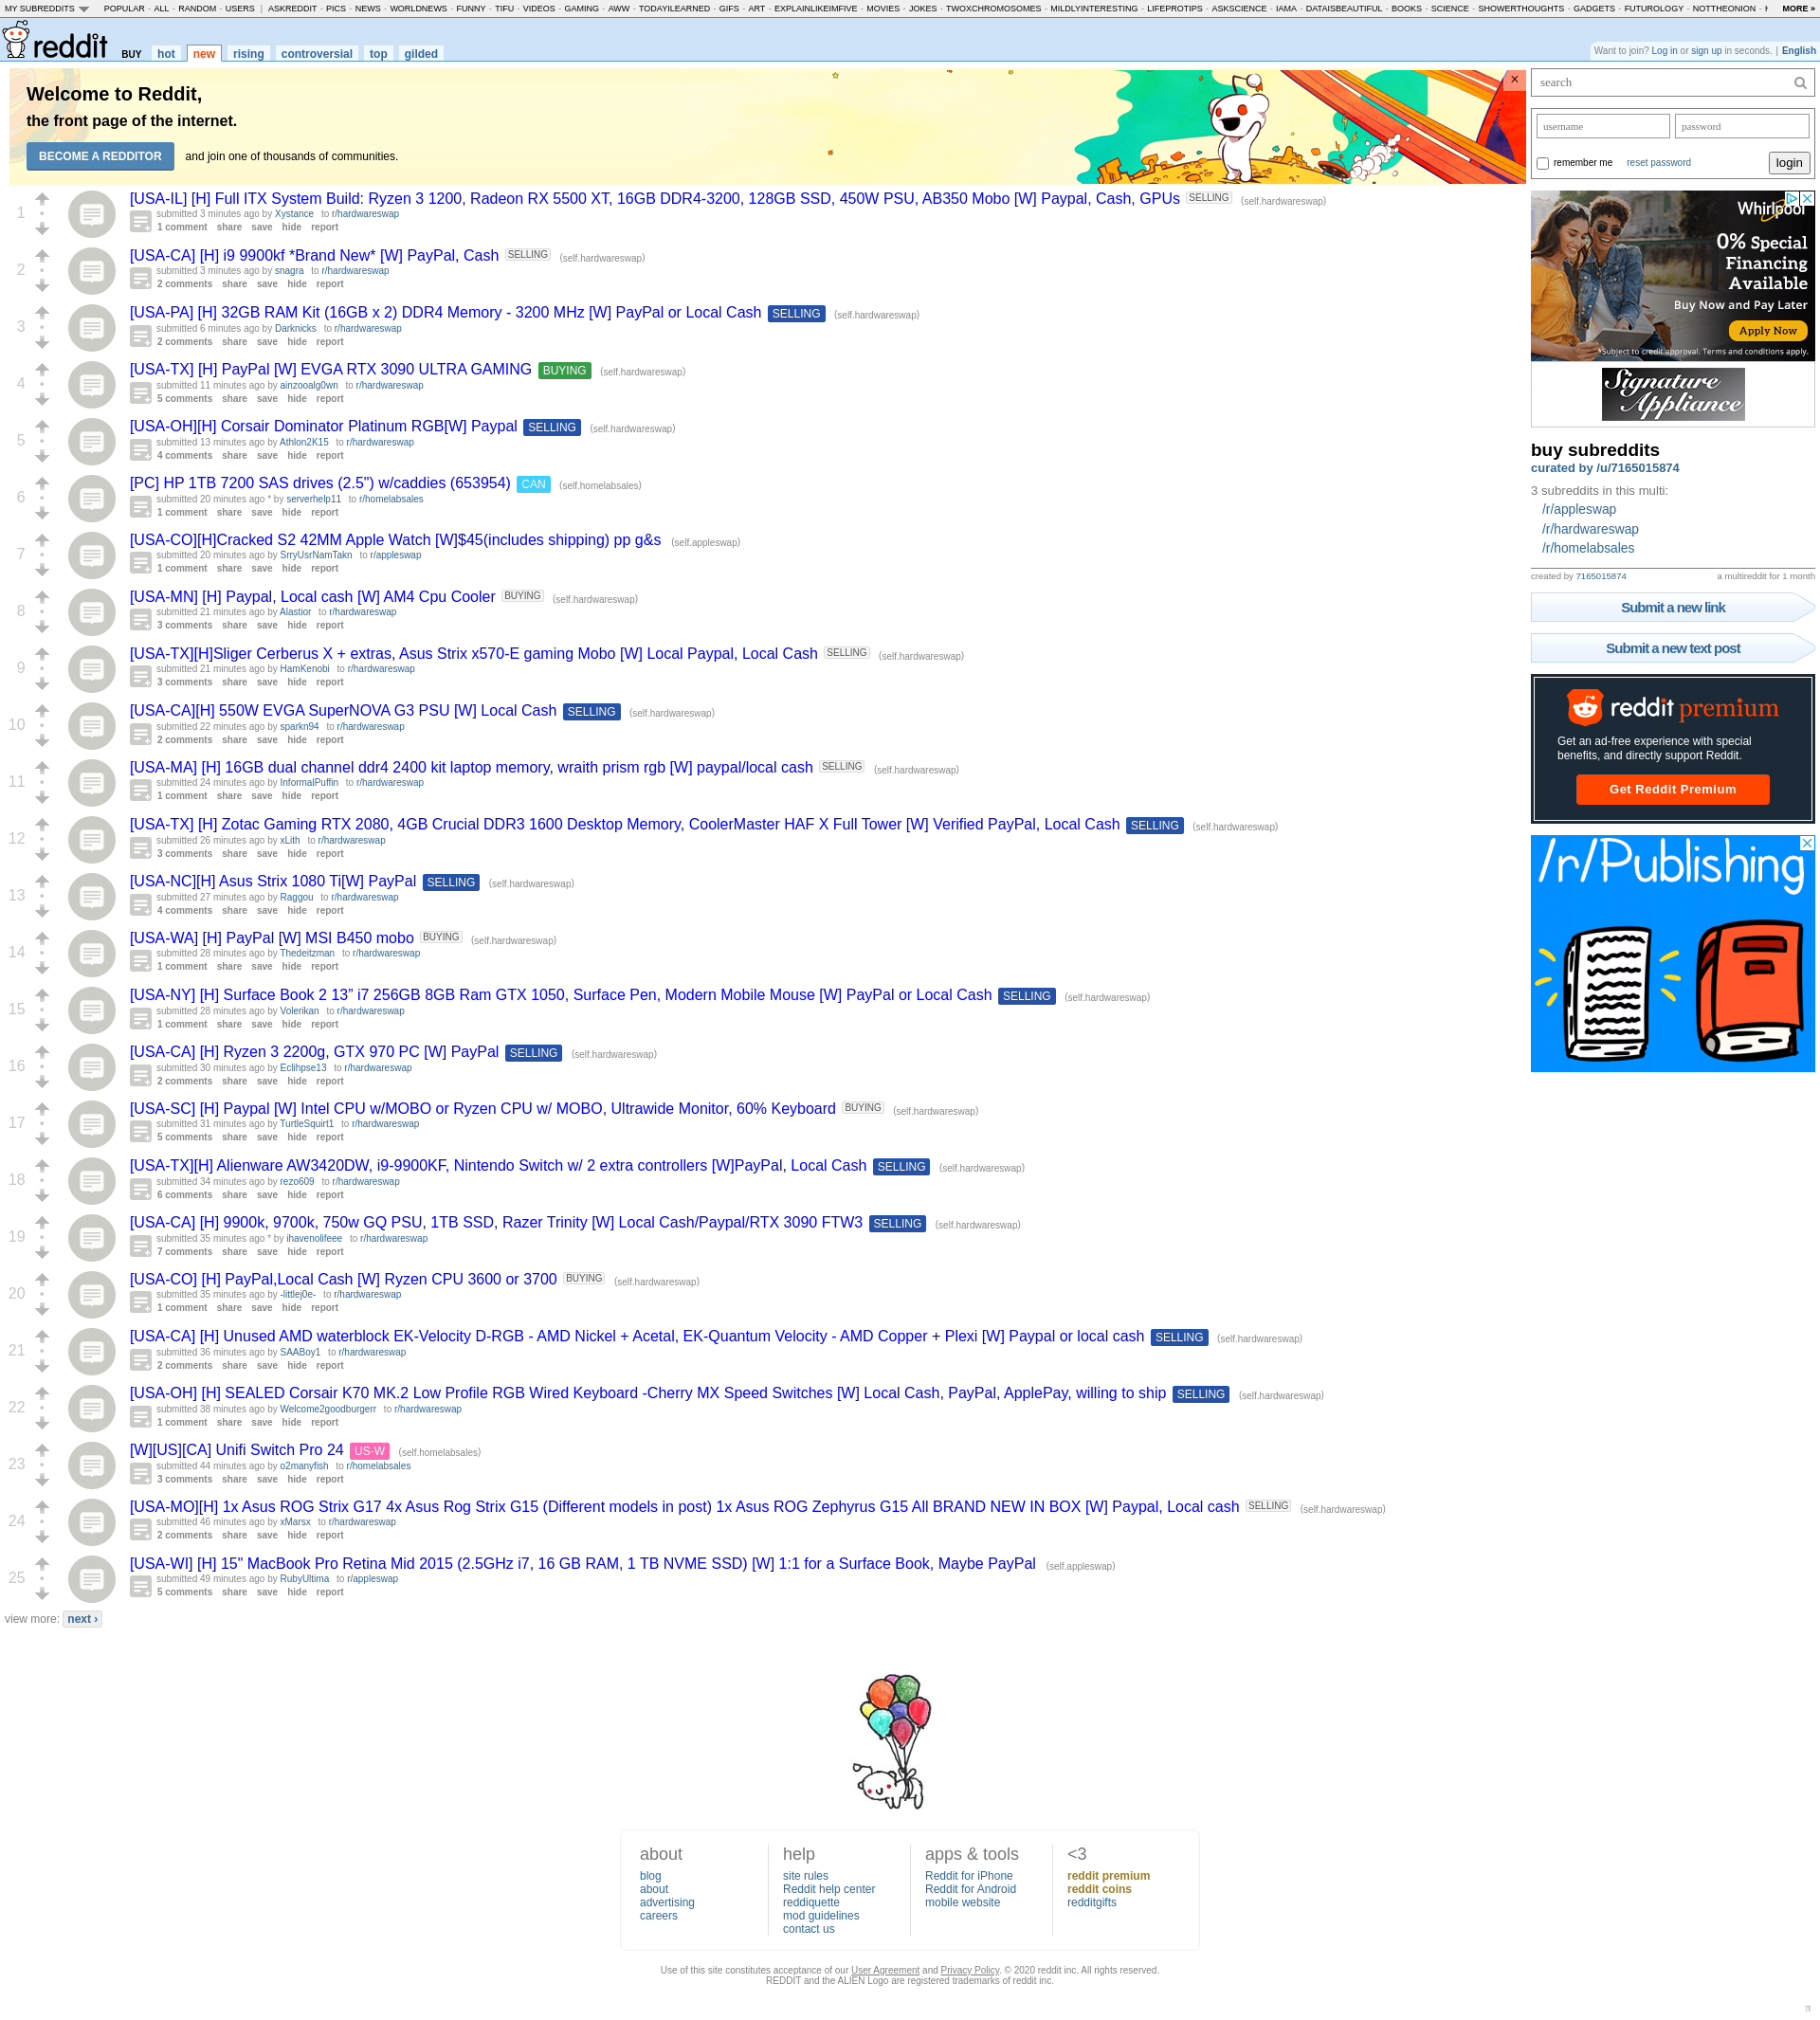 MY SUBREDDITS POPULAR - ALL - RANDOM - USERS | ASKREDDIT - PICS - NEWS - WORLDNEWS - FUNNY - TIFU - VIDEOS - GAMING - AWW - TODAYILEARNED - GIFS - ART - EXPLAINLIKEIMFIVE - MOVIES - JOKES - TWOXCHROMOSOMES - MILDLYINTERESTING - LIFEPROTIPS - ASKSCIENCE - IAMA - DATAISBEAUTIFUL - BOOKS - SCIENCE - SHOWERTHOUGHTS - GADGETS - FUTUROLOGY - NOTTHEONION - MORE »
reddit BUY hot new rising controversial top gilded
Want to join? Log in or sign up in seconds. | English
Welcome to Reddit,
the front page of the internet.
BECOME A REDDITOR and join one of thousands of communities.
×
1
[USA-IL] [H] Full ITX System Build: Ryzen 3 1200, Radeon RX 5500 XT, 16GB DDR4-3200, 128GB SSD, 450W PSU, AB350 Mobo [W] Paypal, Cash, GPUs SELLING (self.hardwareswap)
submitted 3 minutes ago by Xystance to r/hardwareswap
1 comment share save hide report
2
[USA-CA] [H] i9 9900kf *Brand New* [W] PayPal, Cash SELLING (self.hardwareswap)
submitted 3 minutes ago by snagra to r/hardwareswap
2 comments share save hide report
3
[USA-PA] [H] 32GB RAM Kit (16GB x 2) DDR4 Memory - 3200 MHz [W] PayPal or Local Cash SELLING (self.hardwareswap)
submitted 6 minutes ago by Darknicks to r/hardwareswap
2 comments share save hide report
4
[USA-TX] [H] PayPal [W] EVGA RTX 3090 ULTRA GAMING BUYING (self.hardwareswap)
submitted 11 minutes ago by ainzooalg0wn to r/hardwareswap
5 comments share save hide report
5
[USA-OH][H] Corsair Dominator Platinum RGB[W] Paypal SELLING (self.hardwareswap)
submitted 13 minutes ago by Athlon2K15 to r/hardwareswap
4 comments share save hide report
6
[PC] HP 1TB 7200 SAS drives (2.5") w/caddies (653954) CAN (self.homelabsales)
submitted 20 minutes ago * by serverhelp11 to r/homelabsales
1 comment share save hide report
7
[USA-CO][H]Cracked S2 42MM Apple Watch [W]$45(includes shipping) pp g&s (self.appleswap)
submitted 20 minutes ago by SrryUsrNamTakn to r/appleswap
1 comment share save hide report
8
[USA-MN] [H] Paypal, Local cash [W] AM4 Cpu Cooler BUYING (self.hardwareswap)
submitted 21 minutes ago by Alastior to r/hardwareswap
3 comments share save hide report
9
[USA-TX][H]Sliger Cerberus X + extras, Asus Strix x570-E gaming Mobo [W] Local Paypal, Local Cash SELLING (self.hardwareswap)
submitted 21 minutes ago by HamKenobi to r/hardwareswap
3 comments share save hide report
10
[USA-CA][H] 550W EVGA SuperNOVA G3 PSU [W] Local Cash SELLING (self.hardwareswap)
submitted 22 minutes ago by sparkn94 to r/hardwareswap
2 comments share save hide report
11
[USA-MA] [H] 16GB dual channel ddr4 2400 kit laptop memory, wraith prism rgb [W] paypal/local cash SELLING (self.hardwareswap)
submitted 24 minutes ago by InformalPuffin to r/hardwareswap
1 comment share save hide report
12
[USA-TX] [H] Zotac Gaming RTX 2080, 4GB Crucial DDR3 1600 Desktop Memory, CoolerMaster HAF X Full Tower [W] Verified PayPal, Local Cash SELLING (self.hardwareswap)
submitted 26 minutes ago by xLith to r/hardwareswap
3 comments share save hide report
13
[USA-NC][H] Asus Strix 1080 Ti[W] PayPal SELLING (self.hardwareswap)
submitted 27 minutes ago by Raggou to r/hardwareswap
4 comments share save hide report
14
[USA-WA] [H] PayPal [W] MSI B450 mobo BUYING (self.hardwareswap)
submitted 28 minutes ago by Thedeitzman to r/hardwareswap
1 comment share save hide report
15
[USA-NY] [H] Surface Book 2 13” i7 256GB 8GB Ram GTX 1050, Surface Pen, Modern Mobile Mouse [W] PayPal or Local Cash SELLING (self.hardwareswap)
submitted 28 minutes ago by Volerikan to r/hardwareswap
1 comment share save hide report
16
[USA-CA] [H] Ryzen 3 2200g, GTX 970 PC [W] PayPal SELLING (self.hardwareswap)
submitted 30 minutes ago by Eclihpse13 to r/hardwareswap
2 comments share save hide report
17
[USA-SC] [H] Paypal [W] Intel CPU w/MOBO or Ryzen CPU w/ MOBO, Ultrawide Monitor, 60% Keyboard BUYING (self.hardwareswap)
submitted 31 minutes ago by TurtleSquirt1 to r/hardwareswap
5 comments share save hide report
18
[USA-TX][H] Alienware AW3420DW, i9-9900KF, Nintendo Switch w/ 2 extra controllers [W]PayPal, Local Cash SELLING (self.hardwareswap)
submitted 34 minutes ago by rezo609 to r/hardwareswap
6 comments share save hide report
19
[USA-CA] [H] 9900k, 9700k, 750w GQ PSU, 1TB SSD, Razer Trinity [W] Local Cash/Paypal/RTX 3090 FTW3 SELLING (self.hardwareswap)
submitted 35 minutes ago * by ihavenolifeee to r/hardwareswap
7 comments share save hide report
20
[USA-CO] [H] PayPal,Local Cash [W] Ryzen CPU 3600 or 3700 BUYING (self.hardwareswap)
submitted 35 minutes ago by -littlej0e- to r/hardwareswap
1 comment share save hide report
21
[USA-CA] [H] Unused AMD waterblock EK-Velocity D-RGB - AMD Nickel + Acetal, EK-Quantum Velocity - AMD Copper + Plexi [W] Paypal or local cash SELLING (self.hardwareswap)
submitted 36 minutes ago by SAABoy1 to r/hardwareswap
2 comments share save hide report
22
[USA-OH] [H] SEALED Corsair K70 MK.2 Low Profile RGB Wired Keyboard -Cherry MX Speed Switches [W] Local Cash, PayPal, ApplePay, willing to ship SELLING (self.hardwareswap)
submitted 38 minutes ago by Welcome2goodburgerr to r/hardwareswap
1 comment share save hide report
23
[W][US][CA] Unifi Switch Pro 24 US-W (self.homelabsales)
submitted 44 minutes ago by o2manyfish to r/homelabsales
3 comments share save hide report
24
[USA-MO][H] 1x Asus ROG Strix G17 4x Asus Rog Strix G15 (Different models in post) 1x Asus ROG Zephyrus G15 All BRAND NEW IN BOX [W] Paypal, Local cash SELLING (self.hardwareswap)
submitted 46 minutes ago by xMarsx to r/hardwareswap
2 comments share save hide report
25
[USA-WI] [H] 15" MacBook Pro Retina Mid 2015 (2.5GHz i7, 16 GB RAM, 1 TB NVME SSD) [W] 1:1 for a Surface Book, Maybe PayPal (self.appleswap)
submitted 49 minutes ago by RubyUltima to r/appleswap
5 comments share save hide report
view more: next ›
search
username password
remember me reset password login
Whirlpool
0% Special
Financing
Available
Buy Now and Pay Later
Apply Now
*Subject to credit approval. Terms and conditions apply.
Signature
Appliance
buy subreddits
curated by /u/7165015874
3 subreddits in this multi:
/r/appleswap
/r/hardwareswap
/r/homelabsales
created by 7165015874 a multireddit for 1 month
Submit a new link
Submit a new text post
reddit premium
Get an ad-free experience with special
benefits, and directly support Reddit.
Get Reddit Premium
/r/Publishing
about
blog
about
advertising
careers
help
site rules
Reddit help center
reddiquette
mod guidelines
contact us
apps & tools
Reddit for iPhone
Reddit for Android
mobile website
<3
reddit premium
reddit coins
redditgifts
Use of this site constitutes acceptance of our User Agreement and Privacy Policy. © 2020 reddit inc. All rights reserved.
REDDIT and the ALIEN Logo are registered trademarks of reddit inc.
π